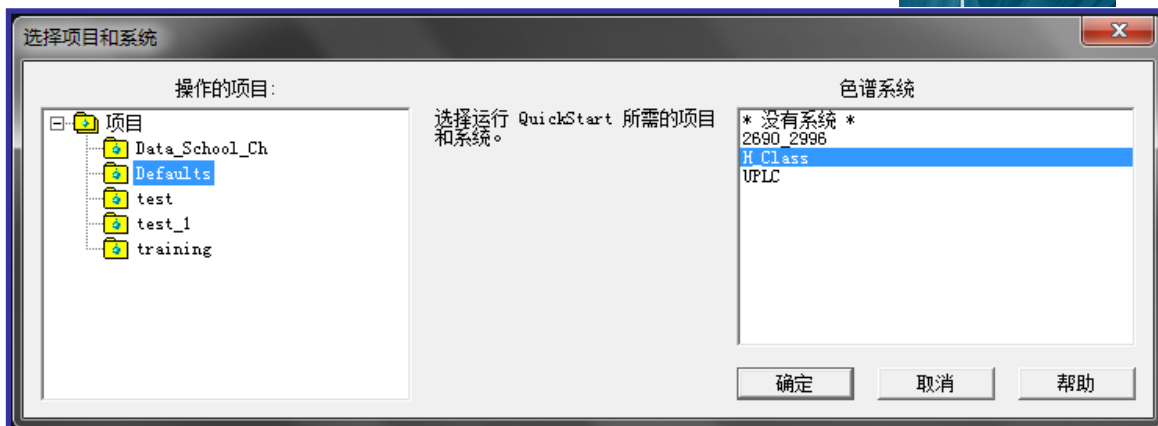 选择项目和系统
操作的项目:
项目
Data_School_Ch
Defaults
test
test_1
training
选择运行 QuickStart 所需的项目
和系统。
色谱系统
* 没有系统 *
2690_2996
H_Class
UPLC
确定
取消
帮助